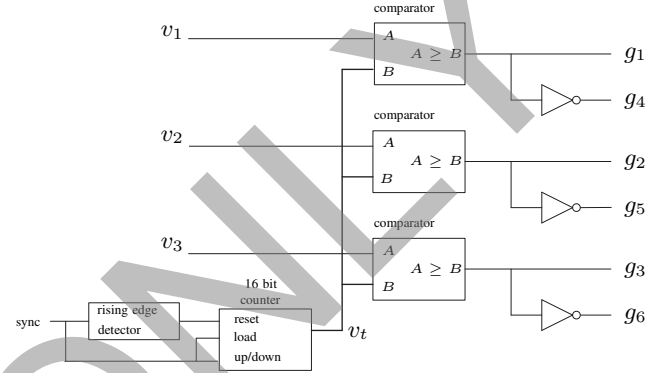 comparator
v1
A
A ≥ B
B
g1
g4
comparator
v2
A
A ≥ B
B
g2
g5
comparator
v3
A
A ≥ B
B
g3
g6
16 bit
counter
sync
rising edge
detector
reset
load
up/down
vt
ONLY